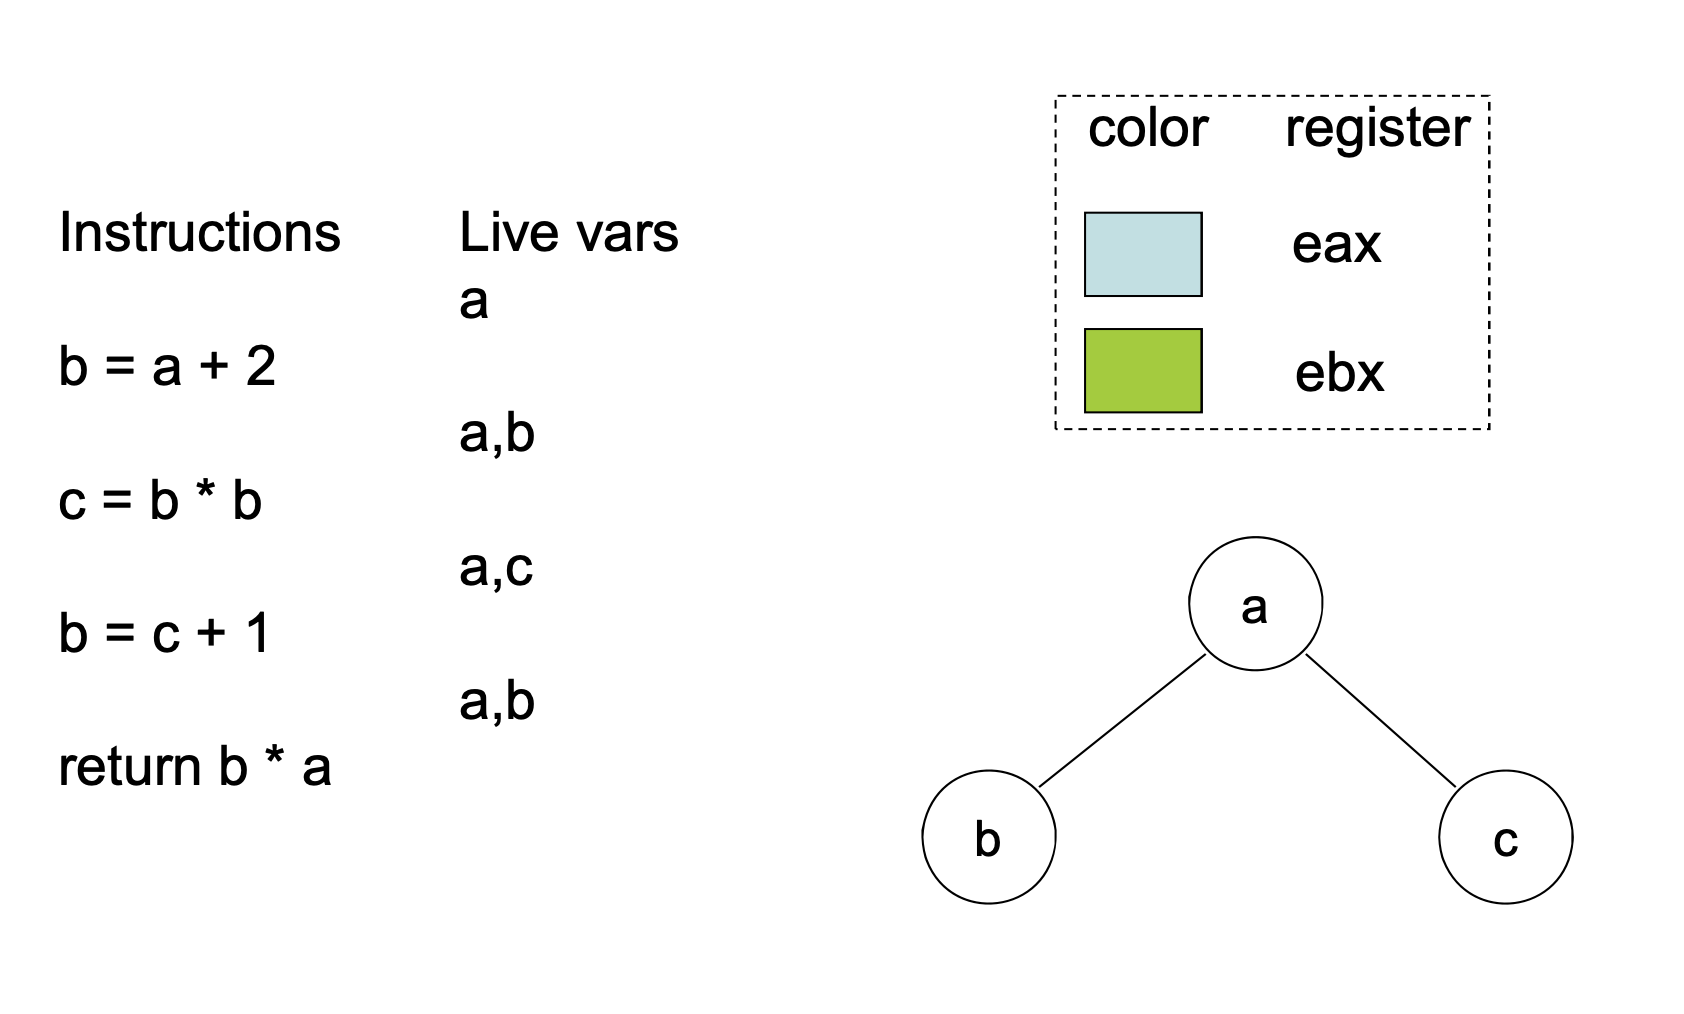 Instructions Live vars
a
b = a + 2
a,b
c = b * b
a,c
b = c + 1
a,b
return b * a
color register
eax
ebx
a
b
c